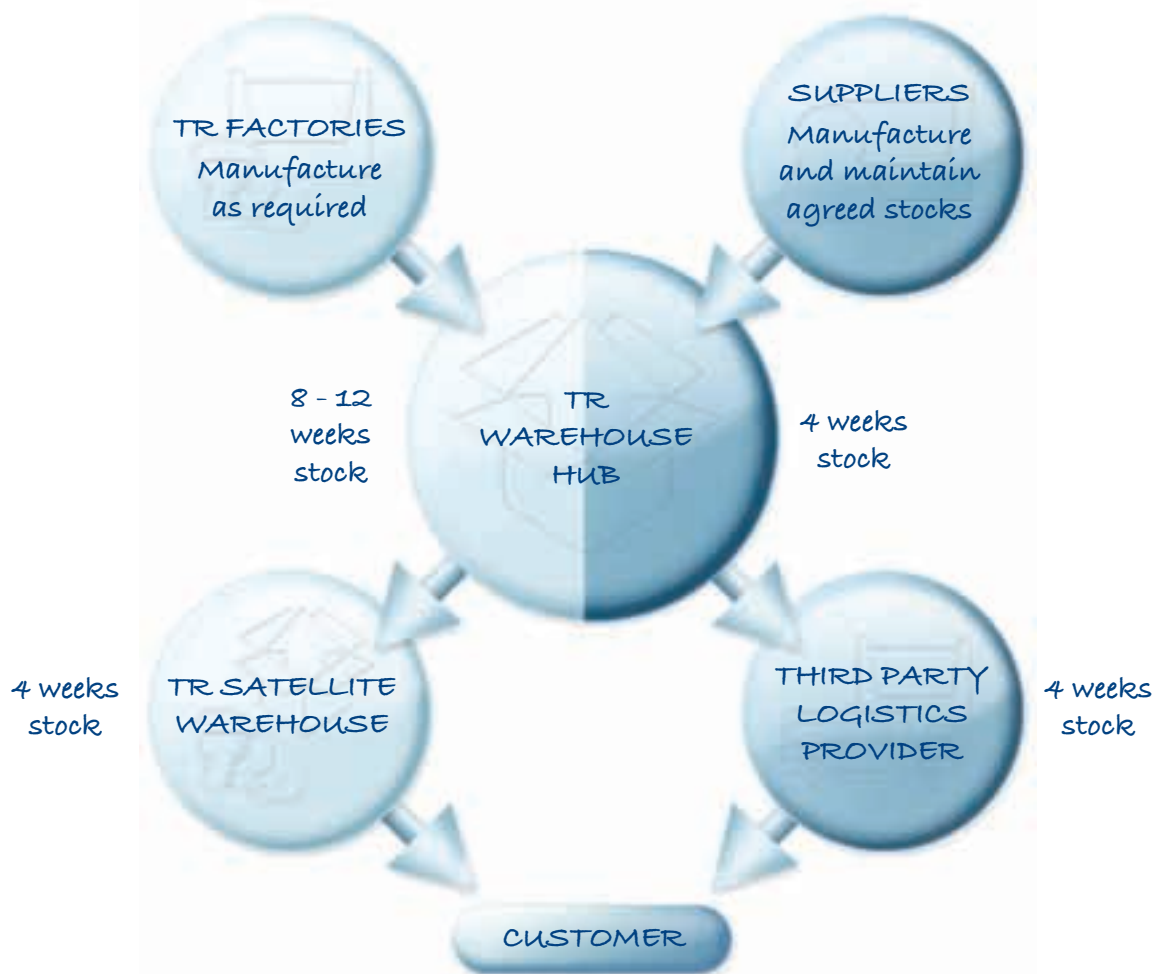 TR FACTORIES
Manufacture
as required
SUPPLIERS
Manufacture
and maintain
agreed stocks
8 - 12
weeks
stock
TR
WAREHOUSE
HUB
4 weeks
stock
4 weeks
stock
TR SATELLITE
WAREHOUSE
THIRD PARTY
LOGISTICS
PROVIDER
4 weeks
stock
CUSTOMER